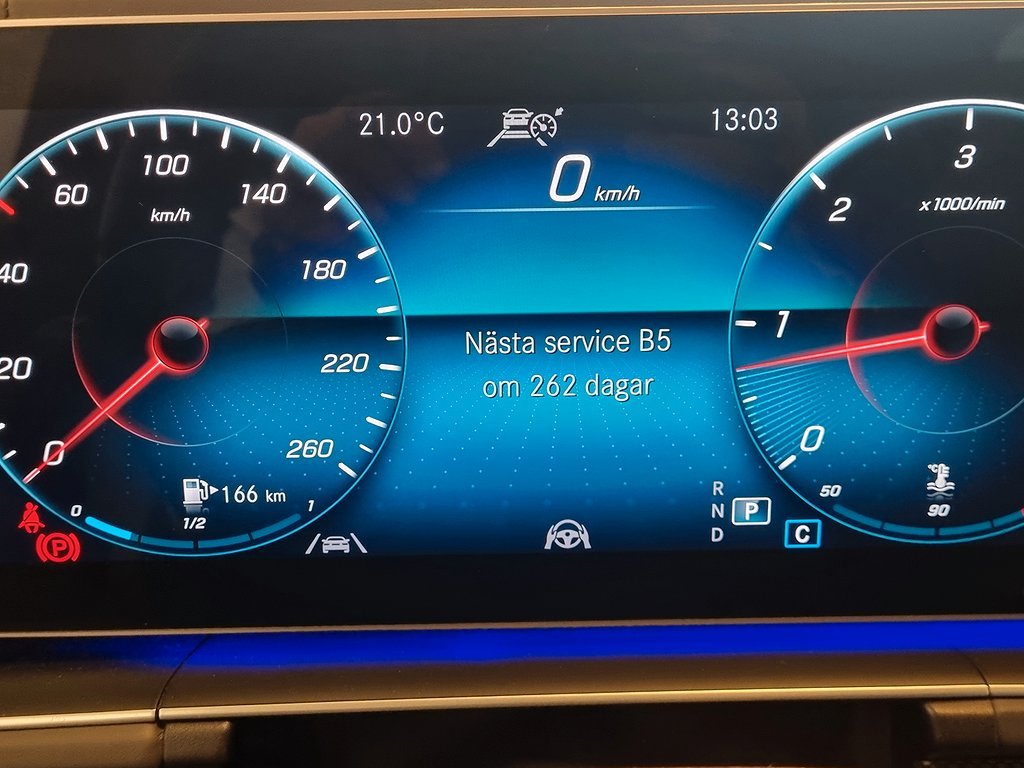 21.0°C
13:03
0 km/h
Nästa service B5
om 262 dagar
0
20
40
60
100
140
180
220
260
km/h
166 km
0
1/2
1
P
R
N
P
D
C
0
1
2
3
x1000/min
50
°C
90